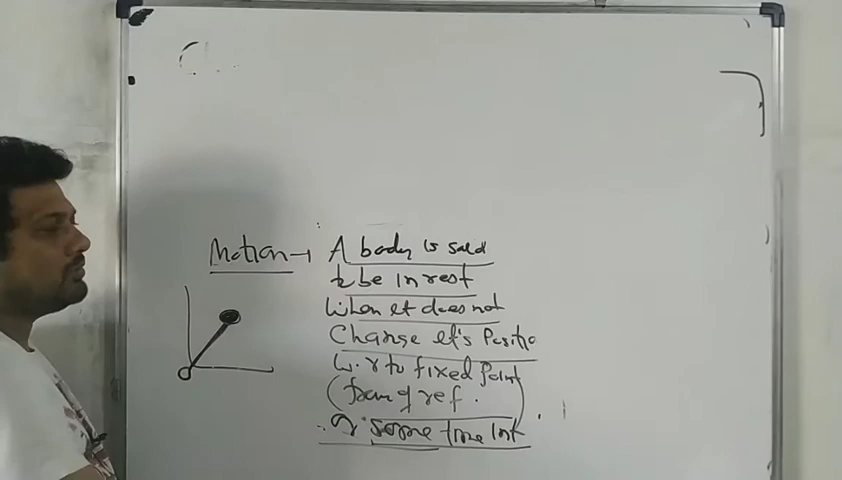 Motion → A body is said
to be in rest
When it does not
Change it's Positio
w.r to fixed point
(fram of ref.
some time int